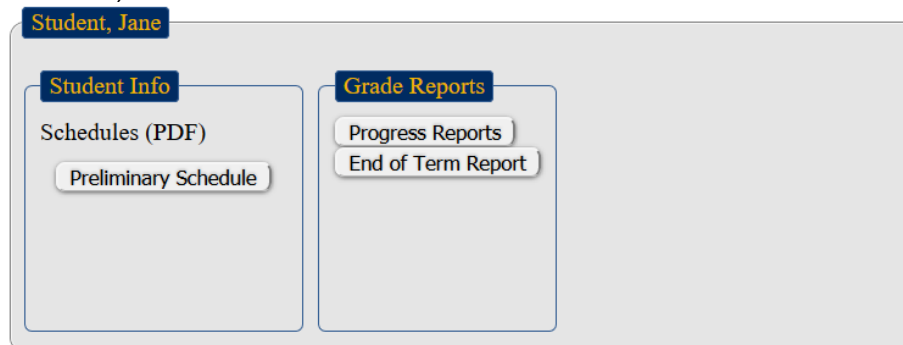 Student, Jane
Student Info
Schedules (PDF)
Preliminary Schedule
Grade Reports
Progress Reports
End of Term Report